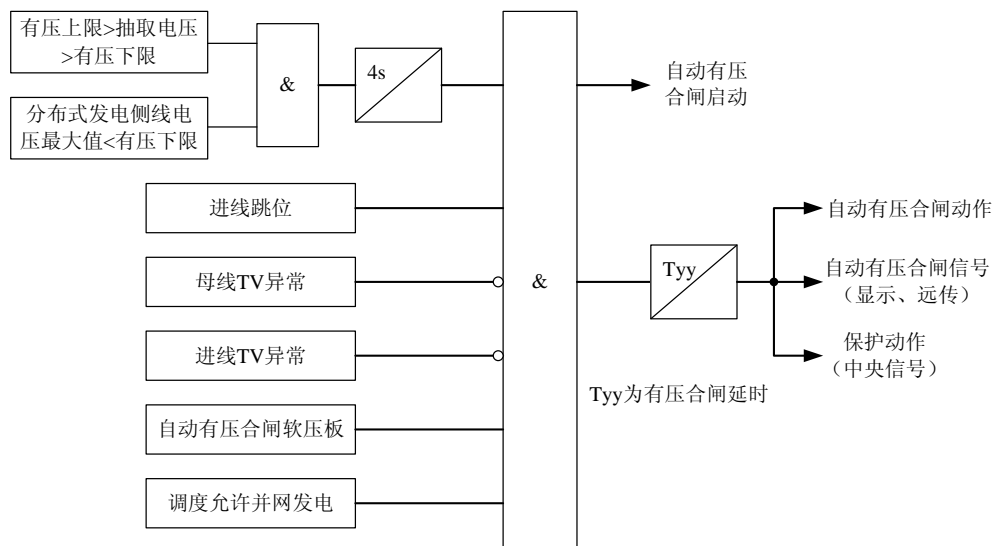 有压上限>抽取电压
>有压下限
&
4s
自动有压
合闸启动
分布式发电侧线电
压最大值<有压下限
进线跳位
自动有压合闸动作
母线TV异常
&
Tyy
自动有压合闸信号
（显示、远传）
进线TV异常
保护动作
（中央信号）
Tyy为有压合闸延时
自动有压合闸软压板
调度允许并网发电